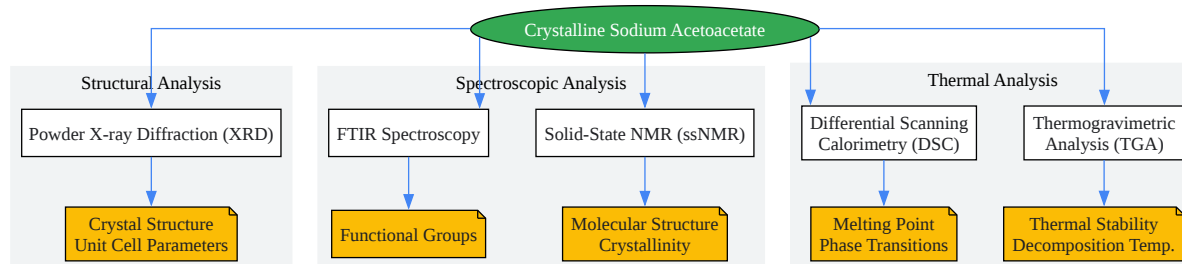 Crystalline Sodium Acetoacetate
Structural Analysis
Spectroscopic Analysis
Thermal Analysis
Powder X-ray Diffraction (XRD)
FTIR Spectroscopy
Solid-State NMR (ssNMR)
Differential Scanning
Calorimetry (DSC)
Thermogravimetric
Analysis (TGA)
Crystal Structure
Unit Cell Parameters
Functional Groups
Molecular Structure
Crystallinity
Melting Point
Phase Transitions
Thermal Stability
Decomposition Temp.